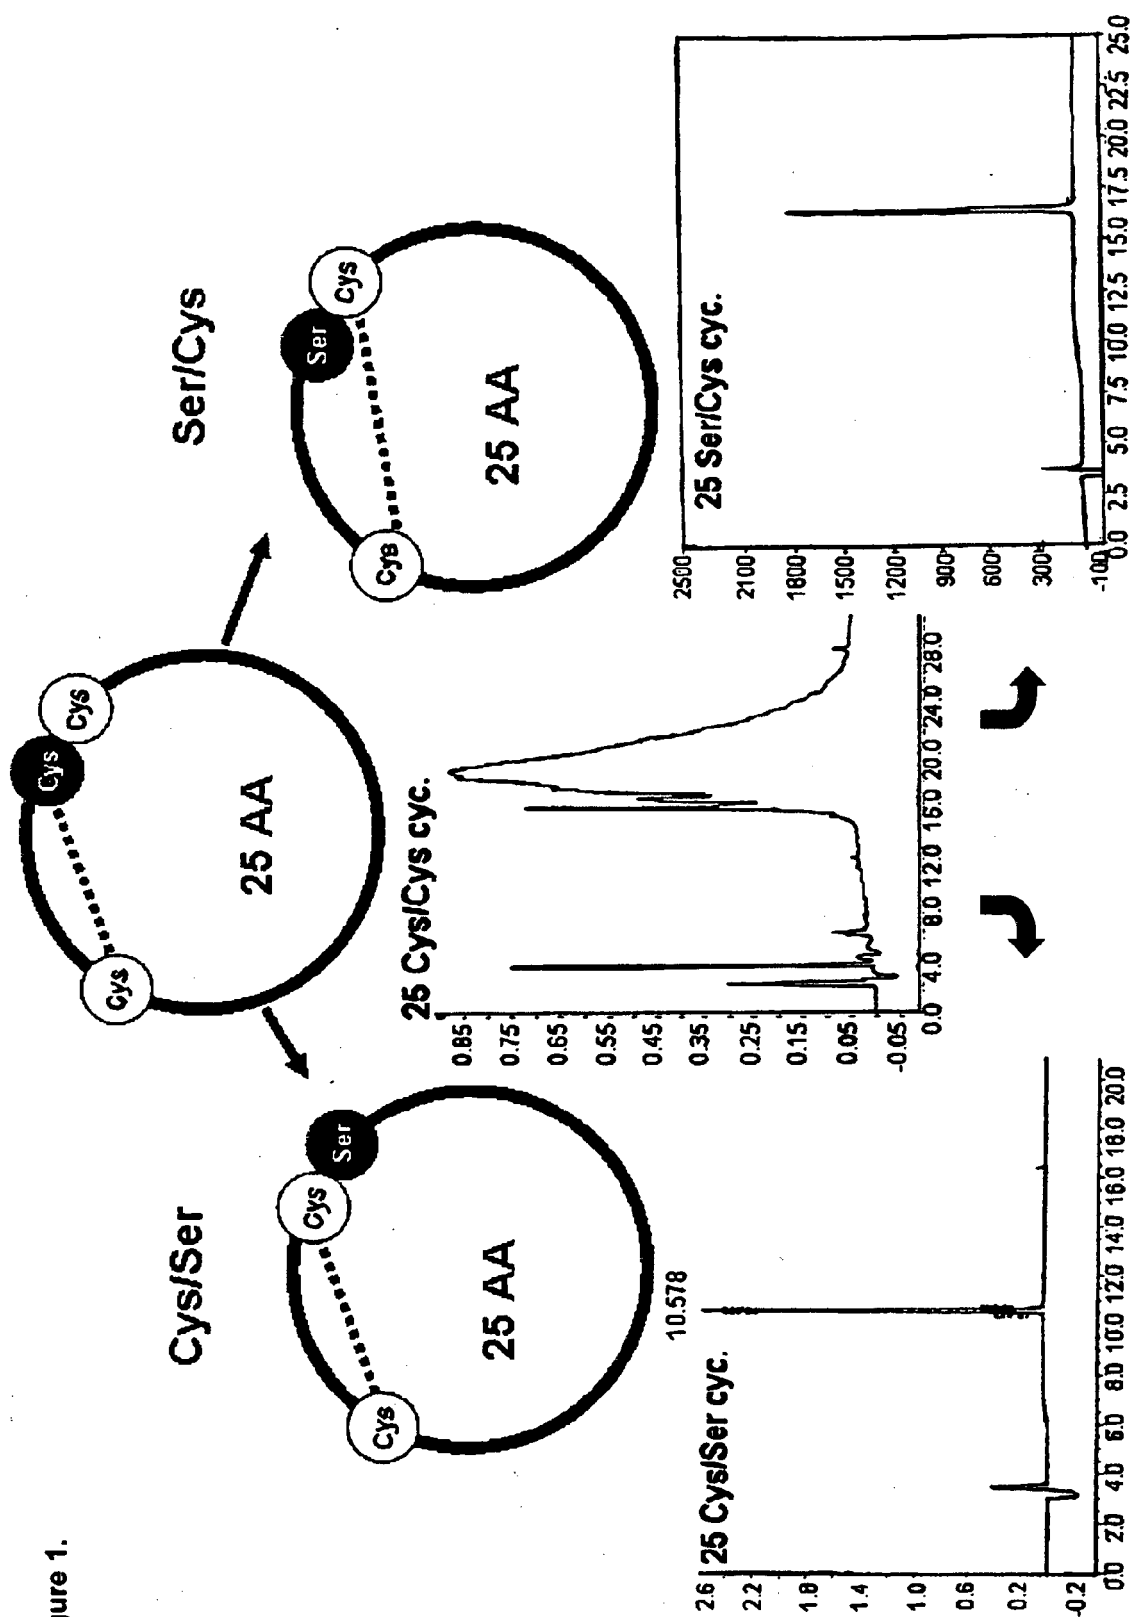 gure 1.
Cys
Cys
Cys
25 AA
Cys/Ser
Cys
Cys
Ser
25 AA
Ser/Cys
Cys
Ser
Cys
25 AA
25 Cys/Ser cyc.
10.578
2.6
2.2
1.8
1.4
1.0
0.6
0.2
-0.2
0.0 2.0 4.0 6.0 8.0 10.0 12.0 14.0 16.0 18.0 20.0
25 Cys/Cys cyc.
0.85
0.75
0.65
0.55
0.45
0.35
0.25
0.15
0.05
-0.05
0.0 4.0 8.0 12.0 16.0 20.0 24.0 28.0
25 Ser/Cys cyc.
2500
2100
1800
1500
1200
900
600
300
-100
0.0 2.5 5.0 7.5 10.0 12.5 15.0 17.5 20.0 22.5 25.0